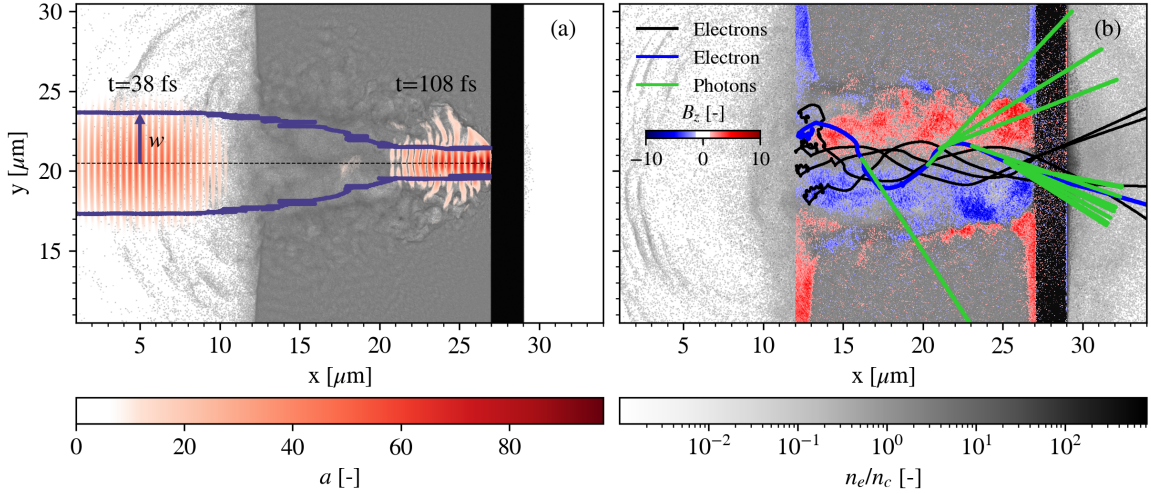 (a)
t=38 fs
t=108 fs
w
30
25
20
15
y [μm]
5
10
15
20
25
30
x [μm]
0
20
40
60
80
a [-]
(b)
Electrons
Electron
Photons
B_z [-]
−10
0
10
5
10
15
20
25
30
x [μm]
10^−2
10^−1
10^0
10^1
10^2
n_e/n_c [-]